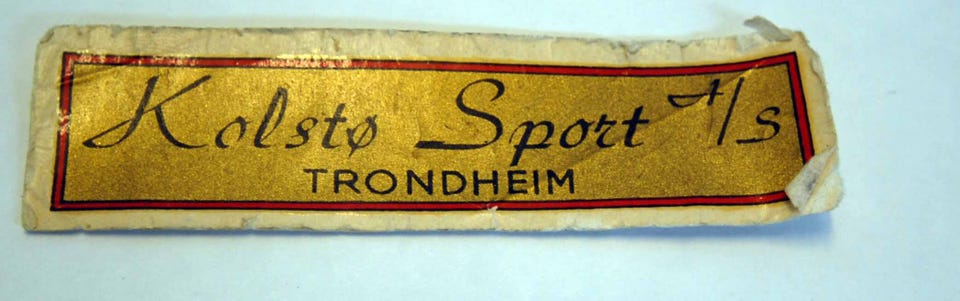 Kolstø Sport A/S
TRONDHEIM